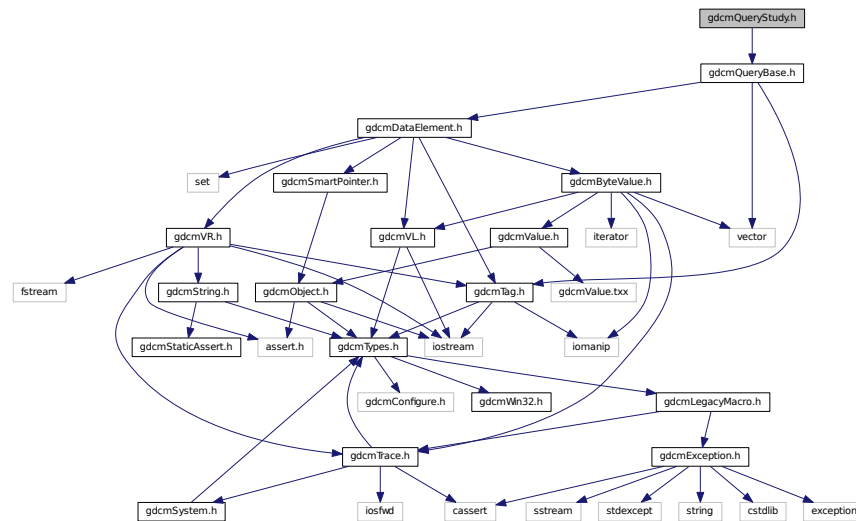 gdcmQueryStudy.h
gdcmQueryBase.h
gdcmDataElement.h
set
gdcmSmartPointer.h
gdcmByteValue.h
gdcmVR.h
gdcmVL.h
gdcmValue.h
iterator
vector
fstream
gdcmString.h
gdcmObject.h
gdcmTag.h
gdcmValue.txx
gdcmStaticAssert.h
assert.h
gdcmTypes.h
iostream
iomanip
gdcmConfigure.h
gdcmWin32.h
gdcmLegacyMacro.h
gdcmTrace.h
gdcmException.h
gdcmSystem.h
iosfwd
cassert
sstream
stdexcept
string
cstdlib
exception